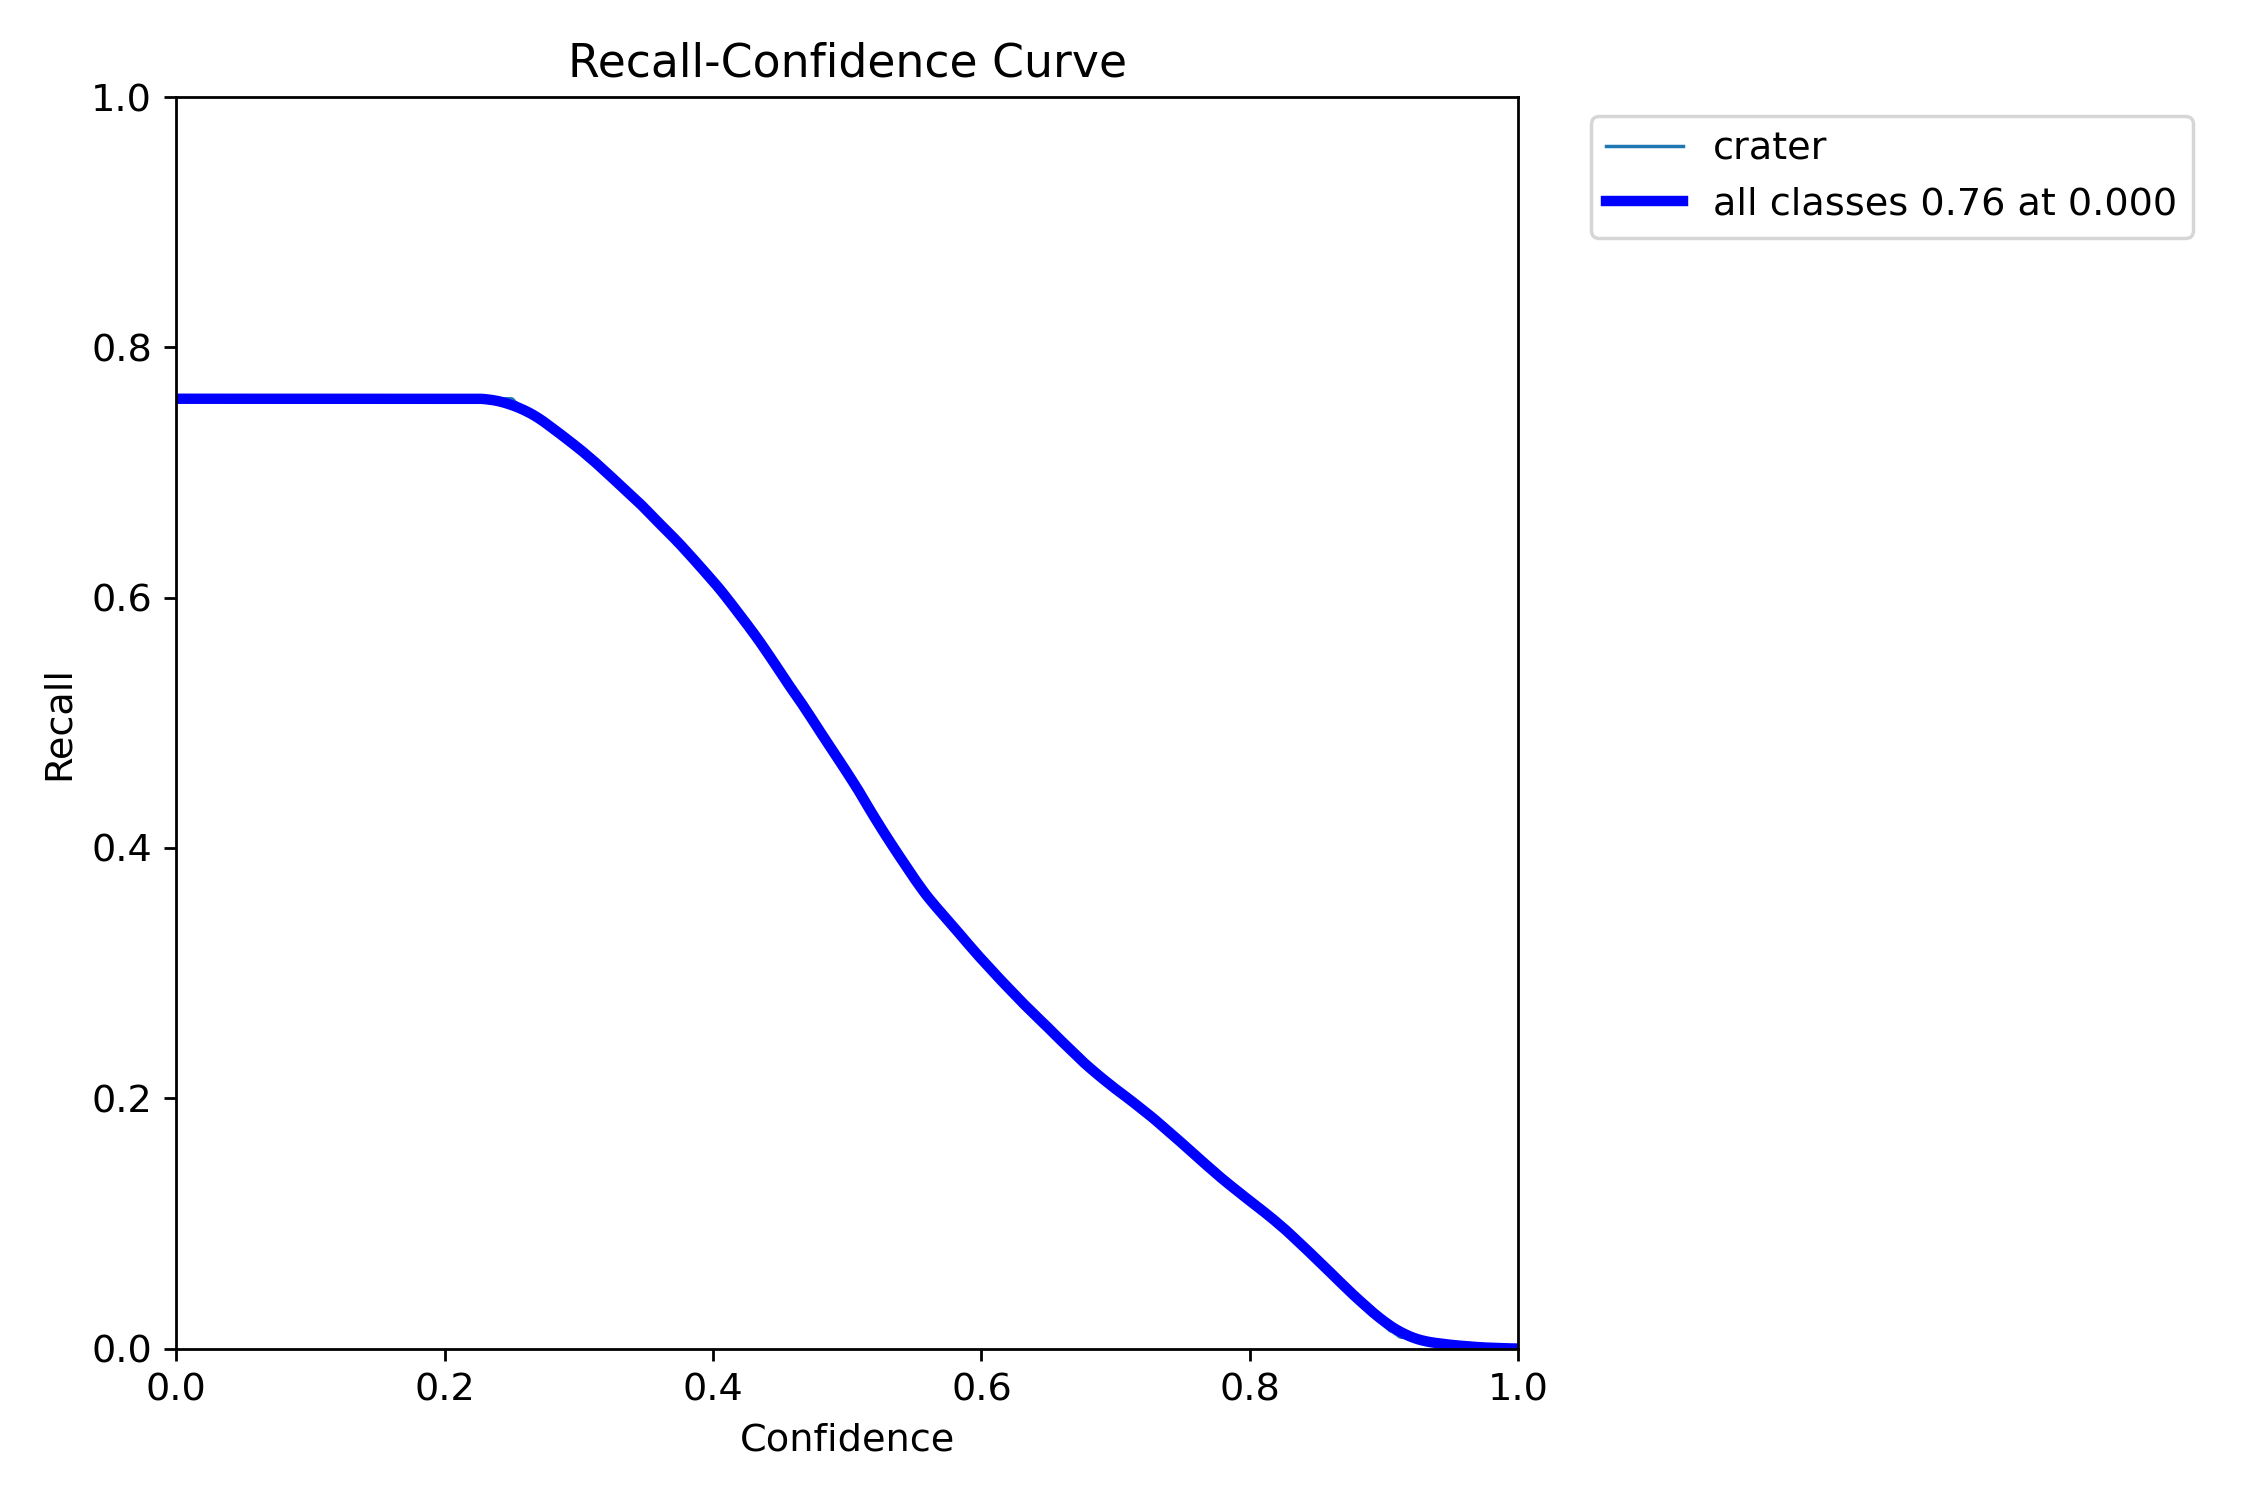 Recall-Confidence Curve
1.0
0.8
0.6
0.4
0.2
0.0
Recall
0.0 0.2 0.4 0.6 0.8 1.0
Confidence
crater
all classes 0.76 at 0.000